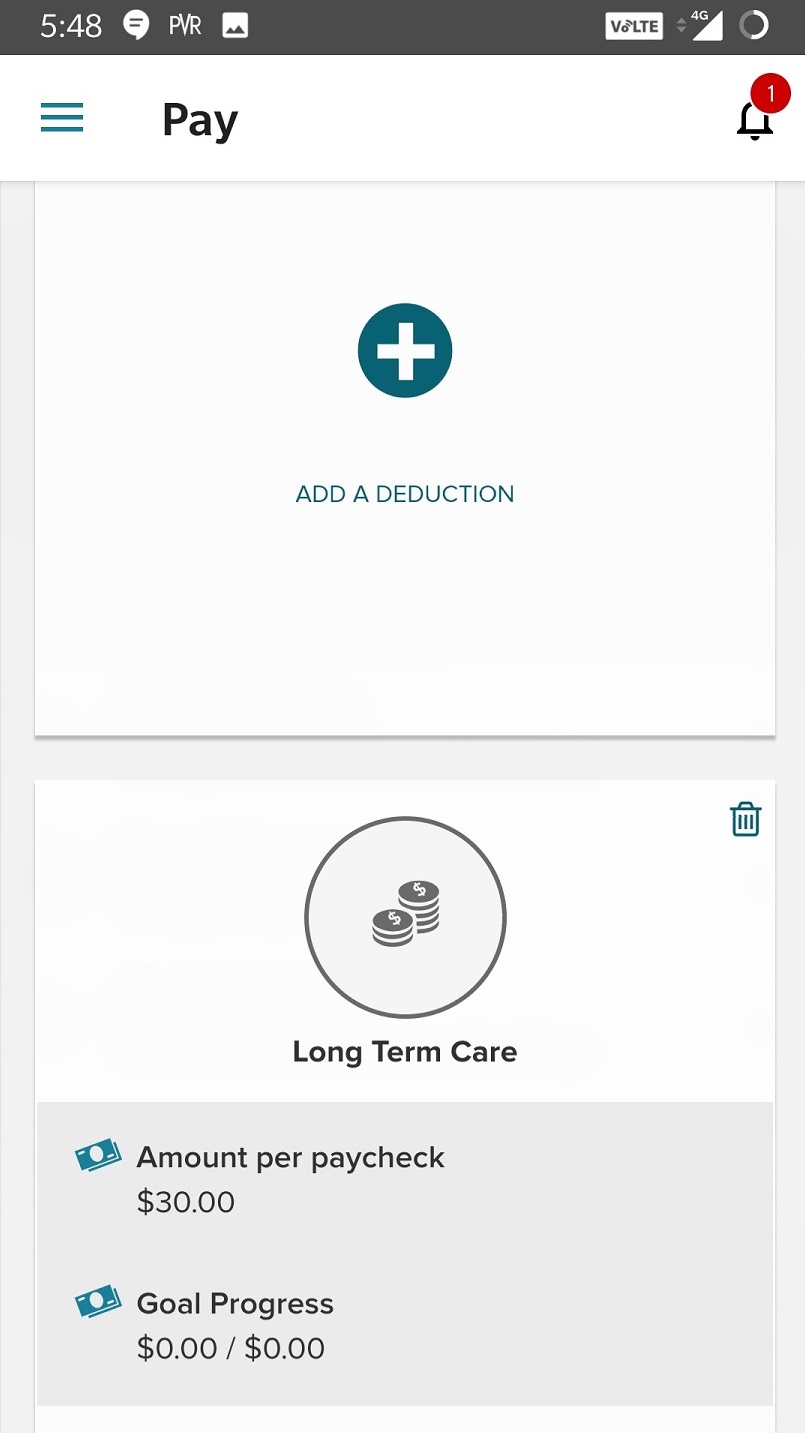 5:48 PVR VoLTE 4G
Pay
1
ADD A DEDUCTION
Long Term Care
Amount per paycheck
$30.00
Goal Progress
$0.00 / $0.00